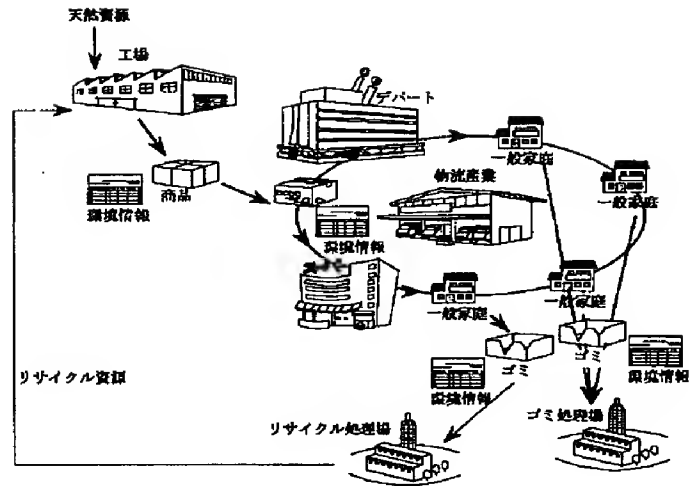 天然資源
工場
デパート
一般家庭
物流産業
一般家庭
商品
環境情報
環境情報
一般家庭
一般家庭
ゴミ
ゴミ
環境情報
環境情報
リサイクル資源
ゴミ処理場
リサイクル処理場